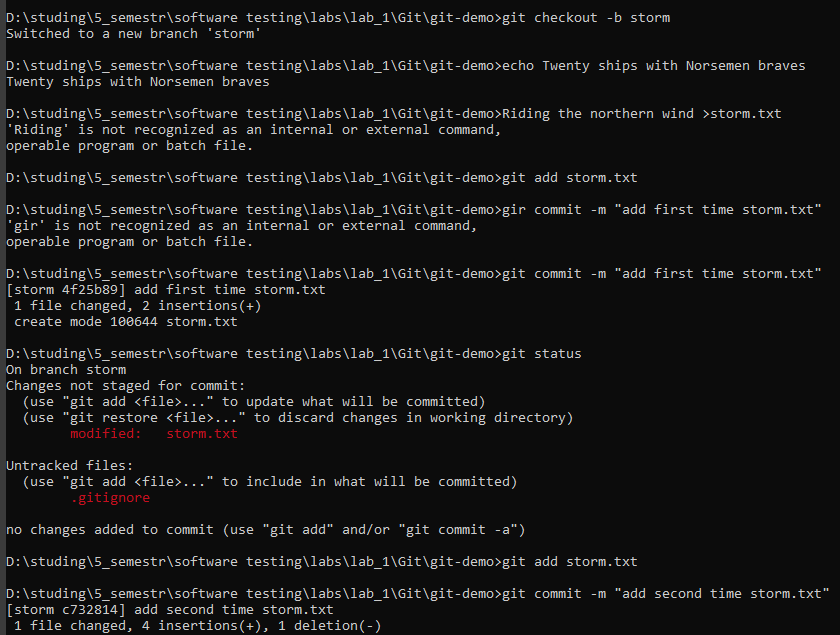 D:\studing\5_semestr\software testing\labs\lab_1\Git\git-demo>git checkout -b storm
Switched to a new branch 'storm'
D:\studing\5_semestr\software testing\labs\lab_1\Git\git-demo>echo Twenty ships with Norsemen braves
Twenty ships with Norsemen braves
D:\studing\5_semestr\software testing\labs\lab_1\Git\git-demo>Riding the northern wind >storm.txt
'Riding' is not recognized as an internal or external command,
operable program or batch file.
D:\studing\5_semestr\software testing\labs\lab_1\Git\git-demo>git add storm.txt
D:\studing\5_semestr\software testing\labs\lab_1\Git\git-demo>gir commit -m "add first time storm.txt"
'gir' is not recognized as an internal or external command,
operable program or batch file.
D:\studing\5_semestr\software testing\labs\lab_1\Git\git-demo>git commit -m "add first time storm.txt"
[storm 4f25b89] add first time storm.txt
1 file changed, 2 insertions(+)
create mode 100644 storm.txt
D:\studing\5_semestr\software testing\labs\lab_1\Git\git-demo>git status
On branch storm
Changes not staged for commit:
(use "git add <file>..." to update what will be committed)
(use "git restore <file>..." to discard changes in working directory)
modified:   storm.txt
Untracked files:
(use "git add <file>..." to include in what will be committed)
.gitignore
no changes added to commit (use "git add" and/or "git commit -a")
D:\studing\5_semestr\software testing\labs\lab_1\Git\git-demo>git add storm.txt
D:\studing\5_semestr\software testing\labs\lab_1\Git\git-demo>git commit -m "add second time storm.txt"
[storm c732814] add second time storm.txt
1 file changed, 4 insertions(+), 1 deletion(-)